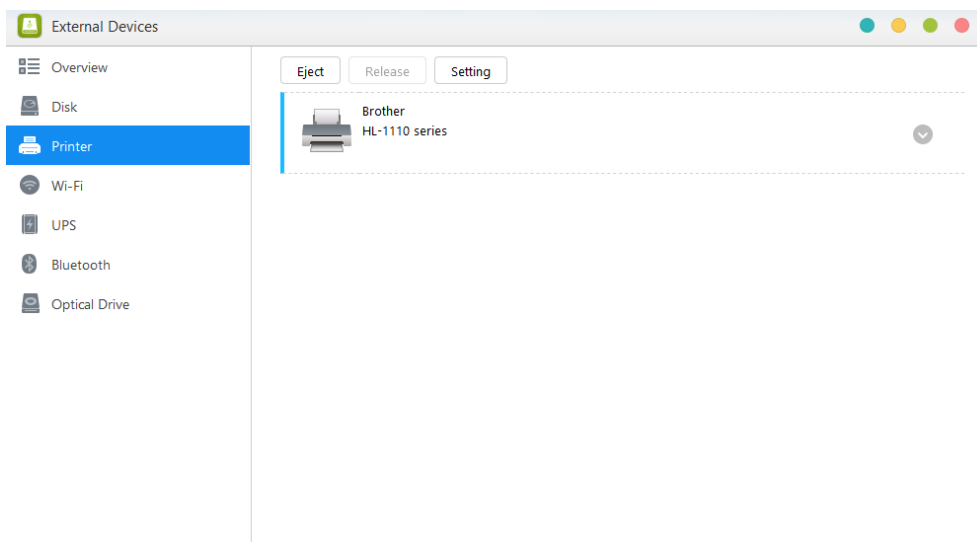 External Devices
Overview
Disk
Printer
Wi-Fi
UPS
Bluetooth
Optical Drive
Eject Release Setting
Brother
HL-1110 series